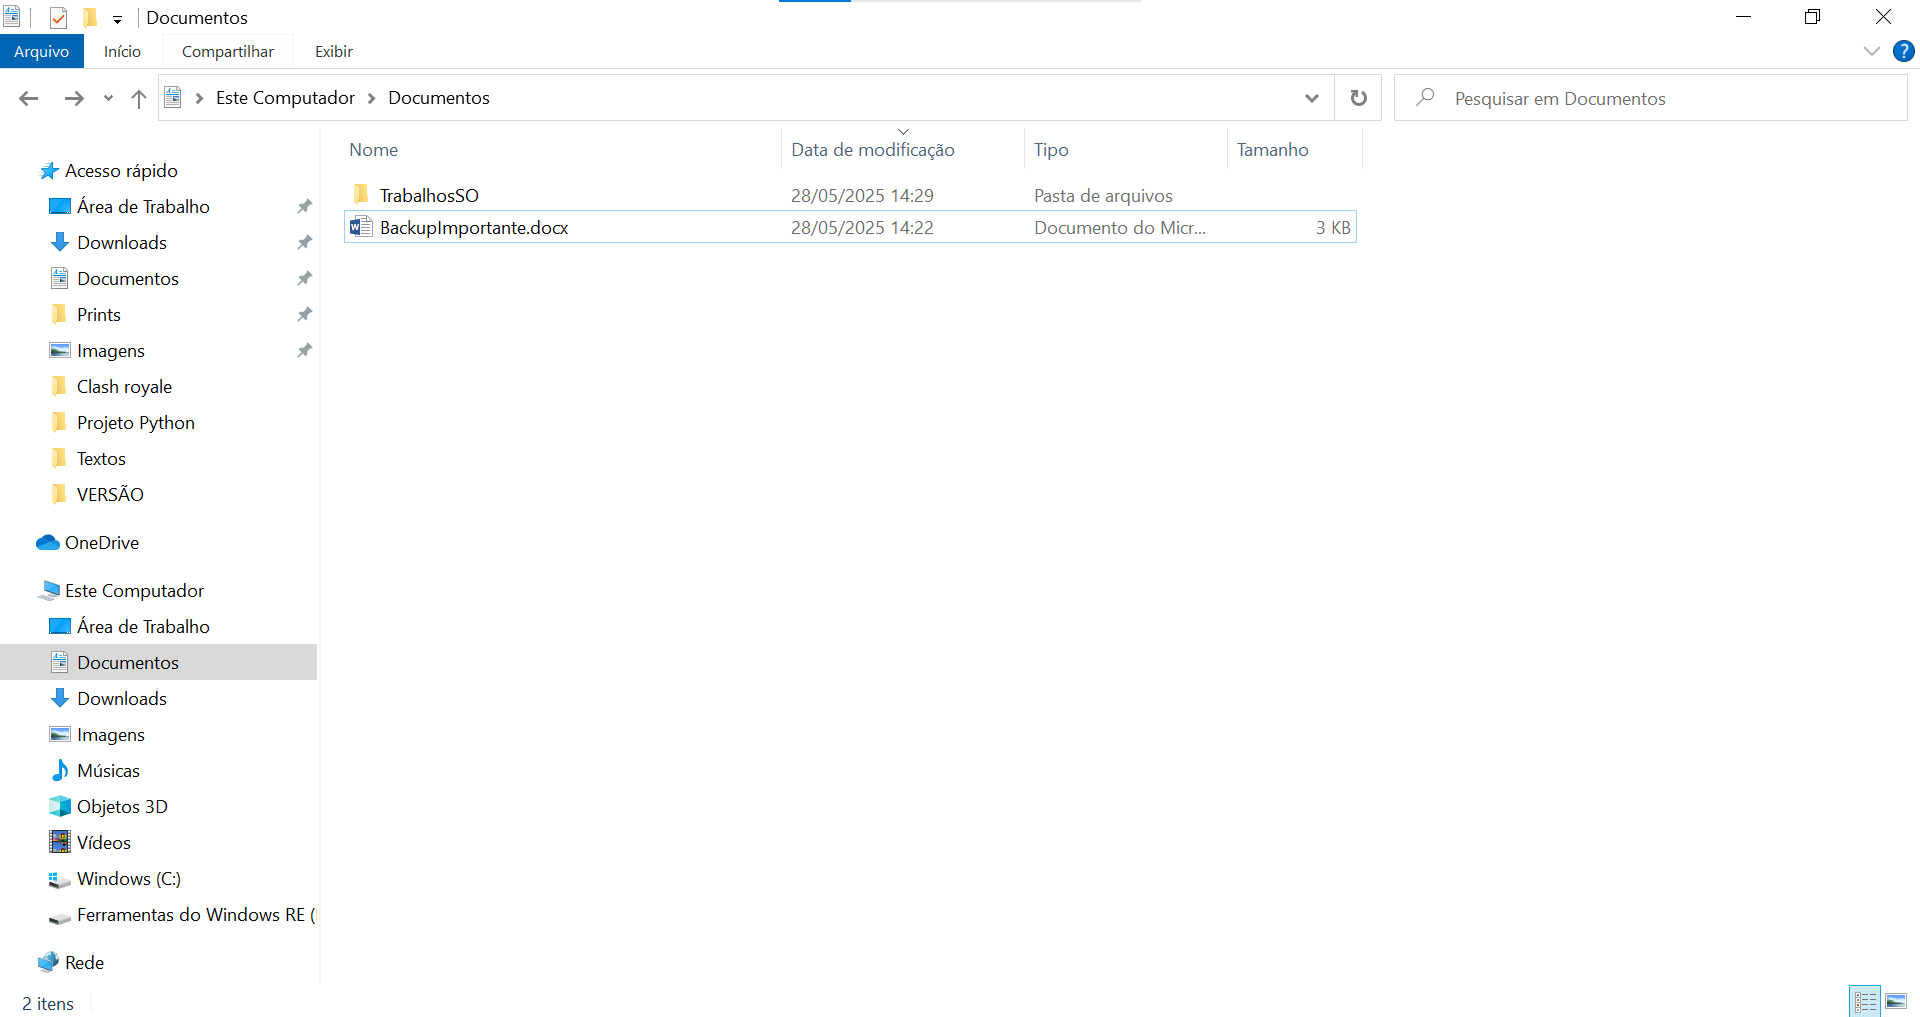 Documentos
Arquivo Início Compartilhar Exibir
Este Computador Documentos
Pesquisar em Documentos
Nome Data de modificação Tipo Tamanho
TrabalhosSO 28/05/2025 14:29 Pasta de arquivos
BackupImportante.docx 28/05/2025 14:22 Documento do Micr... 3 KB
Acesso rápido
Área de Trabalho
Downloads
Documentos
Prints
Imagens
Clash royale
Projeto Python
Textos
VERSÃO
OneDrive
Este Computador
Área de Trabalho
Documentos
Downloads
Imagens
Músicas
Objetos 3D
Vídeos
Windows (C:)
Ferramentas do Windows RE (
Rede
2 itens